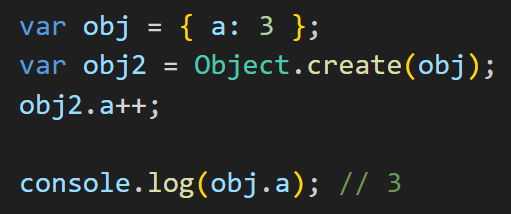 var obj = { a: 3 };
var obj2 = Object.create(obj);
obj2.a++;
console.log(obj.a); // 3